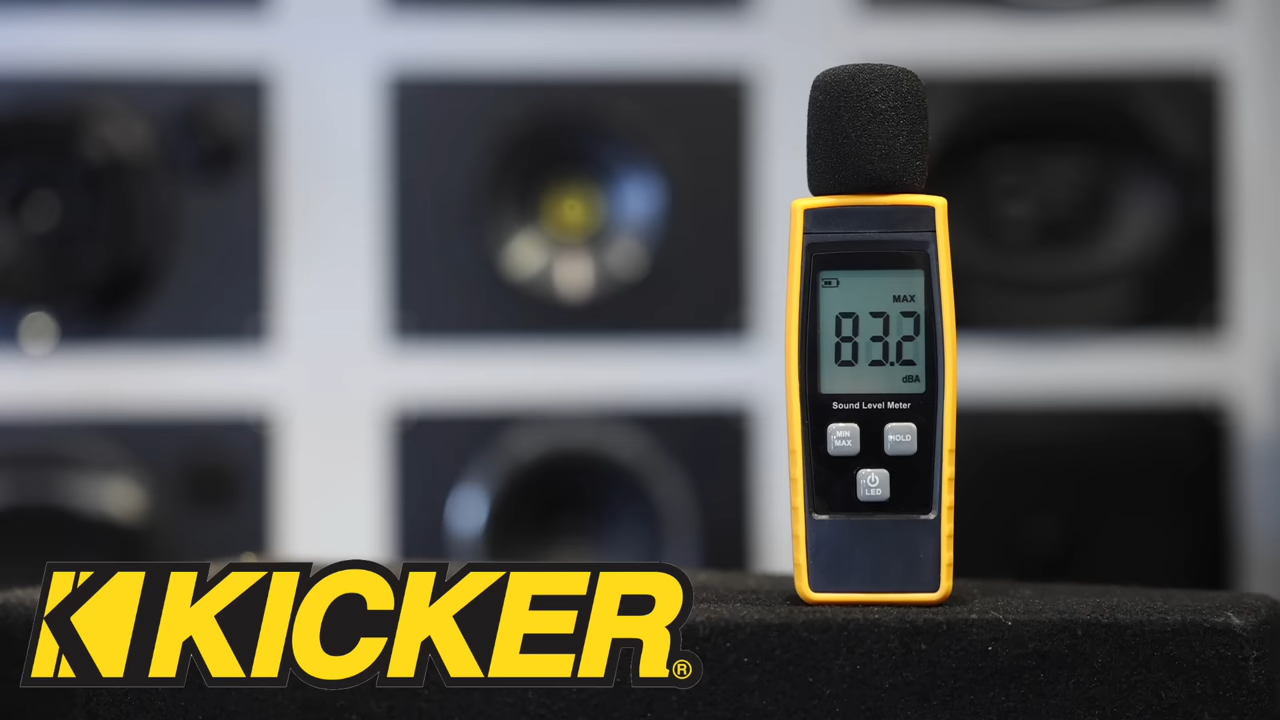 MAX
83.2
dBA
Sound Level Meter
MIN
MAX
HOLD
LED
KICKER®